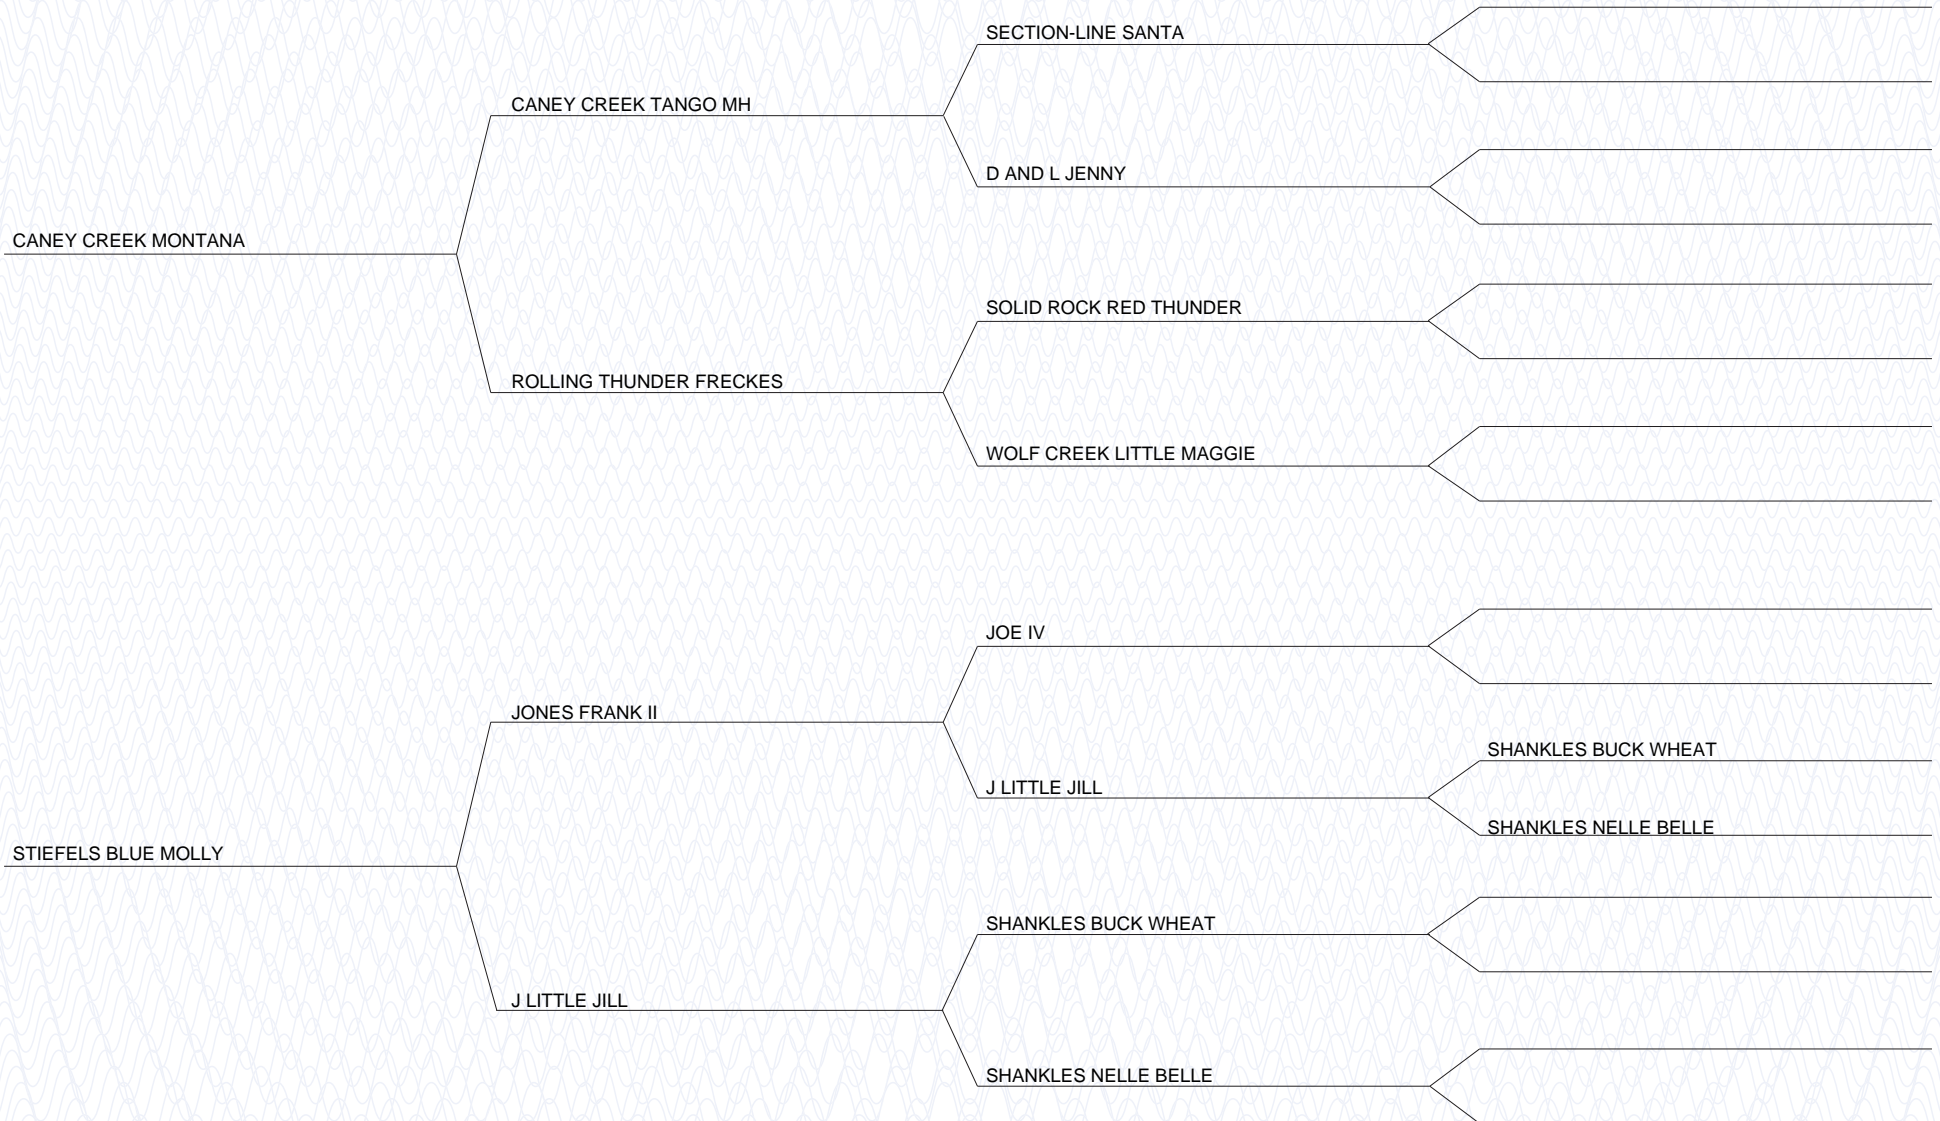 SECTION-LINE SANTA
CANEY CREEK TANGO MH
D AND L JENNY
CANEY CREEK MONTANA
SOLID ROCK RED THUNDER
ROLLING THUNDER FRECKES
WOLF CREEK LITTLE MAGGIE
JOE IV
JONES FRANK II
SHANKLES BUCK WHEAT
J LITTLE JILL
SHANKLES NELLE BELLE
STIEFELS BLUE MOLLY
SHANKLES BUCK WHEAT
J LITTLE JILL
SHANKLES NELLE BELLE